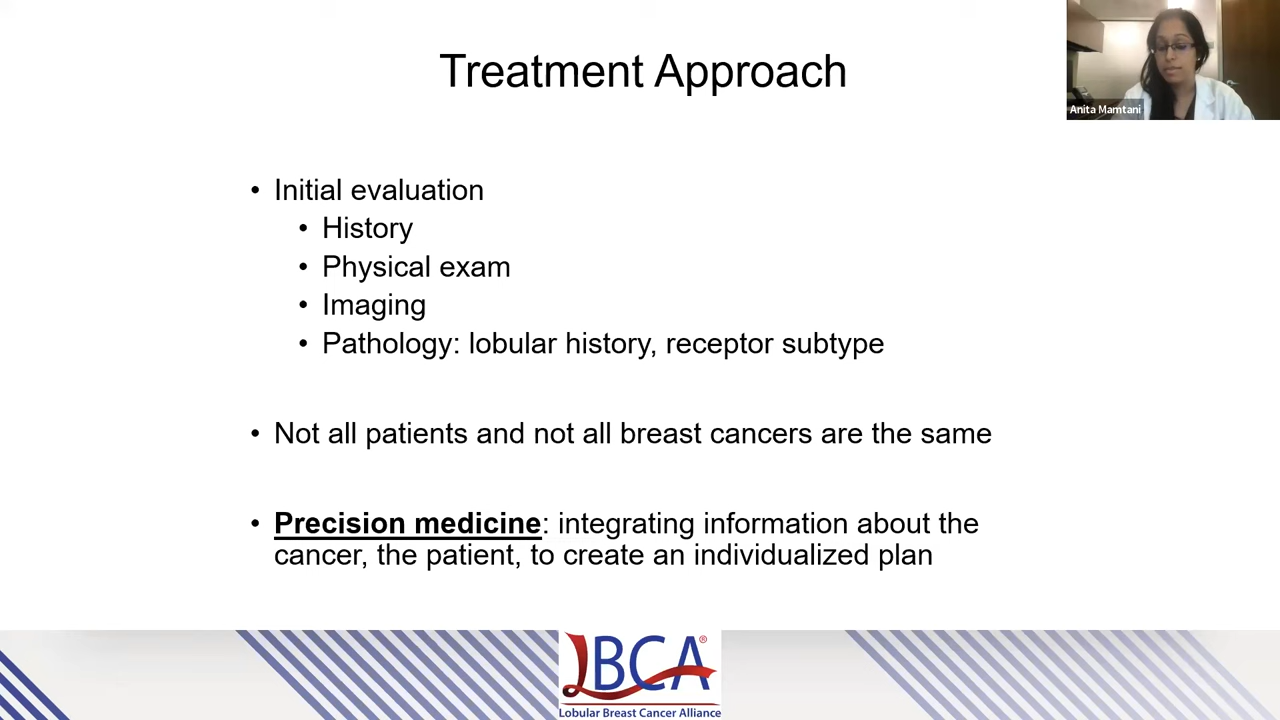 Treatment Approach
Anita Mamtani
• Initial evaluation
• History
• Physical exam
• Imaging
• Pathology: lobular history, receptor subtype
• Not all patients and not all breast cancers are the same
• Precision medicine: integrating information about the
cancer, the patient, to create an individualized plan
LBCA®
Lobular Breast Cancer Alliance